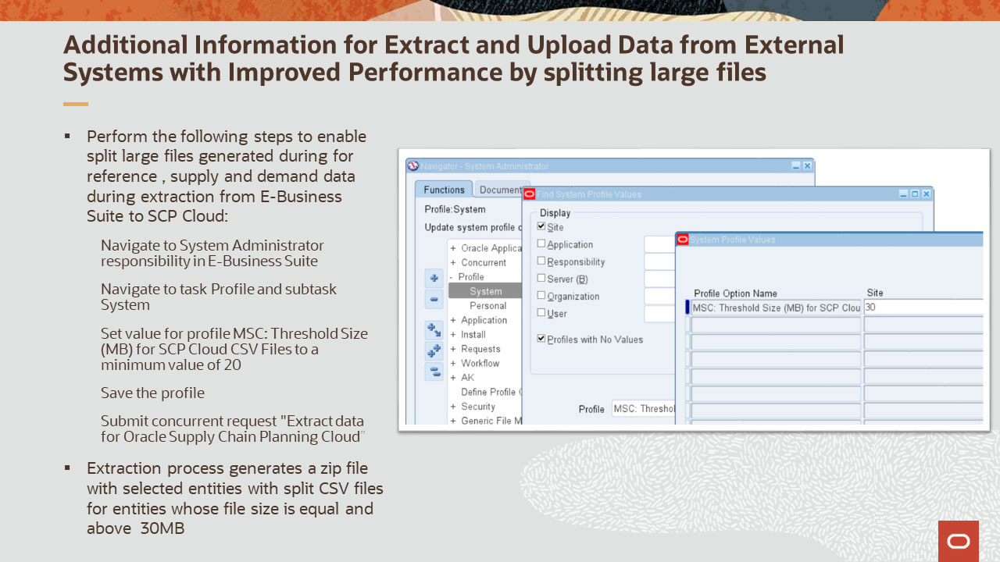 Additional Information for Extract and Upload Data from External
Systems with Improved Performance by splitting large files
▪ Perform the following steps to enable
split large files generated during for
reference , supply and demand data
during extraction from E-Business
Suite to SCP Cloud:
Navigate to System Administrator
responsibility in E-Business Suite
Navigate to task Profile and subtask
System
Set value for profile MSC: Threshold Size
(MB) for SCP Cloud CSV Files to a
minimum value of 20
Save the profile
Submit concurrent request "Extract data
for Oracle Supply Chain Planning Cloud”
▪ Extraction process generates a zip file
with selected entities with split CSV files
for entities whose file size is equal and
above 30MB
Navigator - System Administrator
Functions
Document
Profile:System
Update system profile
+ Oracle Applica
+ Concurrent
- Profile
System
Personal
+ Application
+ Install
+ Requests
+ Workflow
+ AK
Define Profile
+ Security
+ Generic File M
Find System Profile Values
Display
Site
Application
Responsibility
Server (B)
Organization
User
Profiles with No Values
Profile MSC: Threshol
System Profile Values
Profile Option Name Site
MSC: Threshold Size (MB) for SCP Clou 30